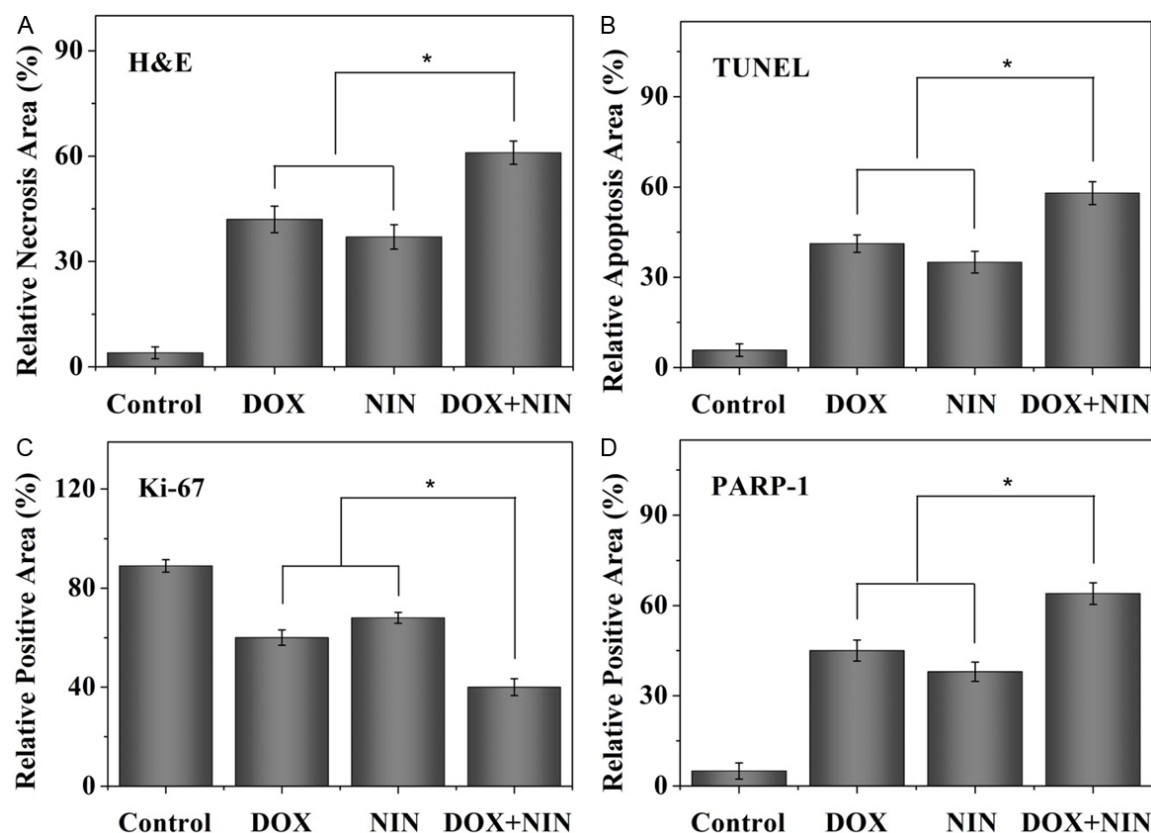 A
Relative Necrosis Area (%)
90
60
30
0
H&E
*
Control DOX NIN DOX+NIN
B
Relative Apoptosis Area (%)
90
60
30
0
TUNEL
*
Control DOX NIN DOX+NIN
C
Relative Positive Area (%)
120
80
40
0
Ki-67
*
Control DOX NIN DOX+NIN
D
Relative Positive Area (%)
90
60
30
0
PARP-1
*
Control DOX NIN DOX+NIN